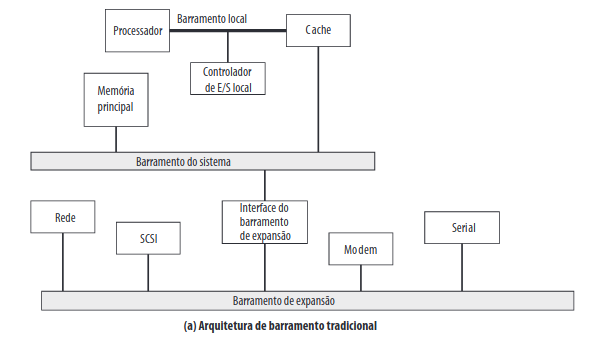 Processador
Barramento local
Cache
Controlador
de E/S local
Memória
principal
Barramento do sistema
Rede
SCSI
Interface do
barramento
de expansão
Modem
Serial
Barramento de expansão
(a) Arquitetura de barramento tradicional